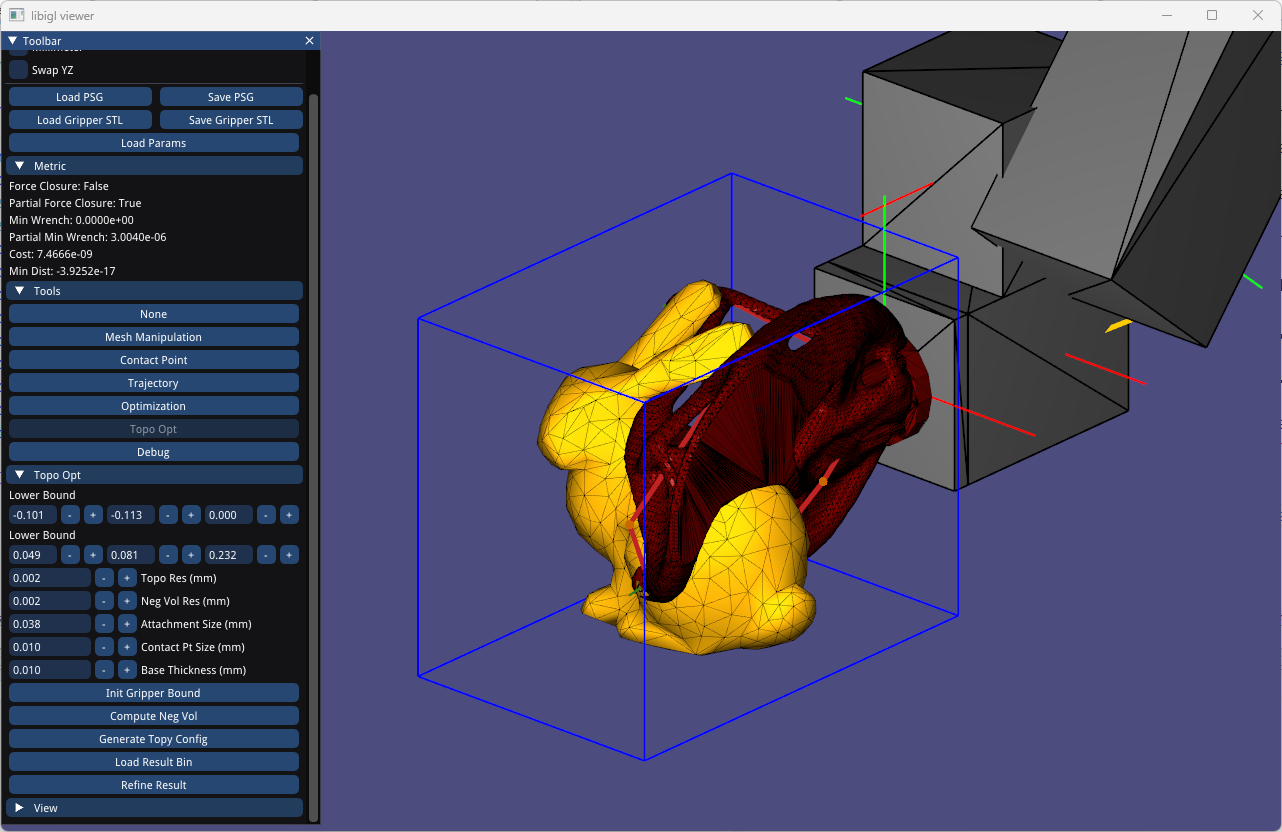 libigl viewer
Toolbar
Swap YZ
Load PSG Save PSG
Load Gripper STL Save Gripper STL
Load Params
Metric
Force Closure: False
Partial Force Closure: True
Min Wrench: 0.0000e+00
Partial Min Wrench: 3.0040e-06
Cost: 7.4666e-09
Min Dist: -3.9252e-17
Tools
None
Mesh Manipulation
Contact Point
Trajectory
Optimization
Topo Opt
Debug
Topo Opt
Lower Bound
-0.101 - + -0.113 - + 0.000 - +
Lower Bound
0.049 - + 0.081 - + 0.232 - +
0.002 - + Topo Res (mm)
0.002 - + Neg Vol Res (mm)
0.038 - + Attachment Size (mm)
0.010 - + Contact Pt Size (mm)
0.010 - + Base Thickness (mm)
Init Gripper Bound
Compute Neg Vol
Generate Topy Config
Load Result Bin
Refine Result
View